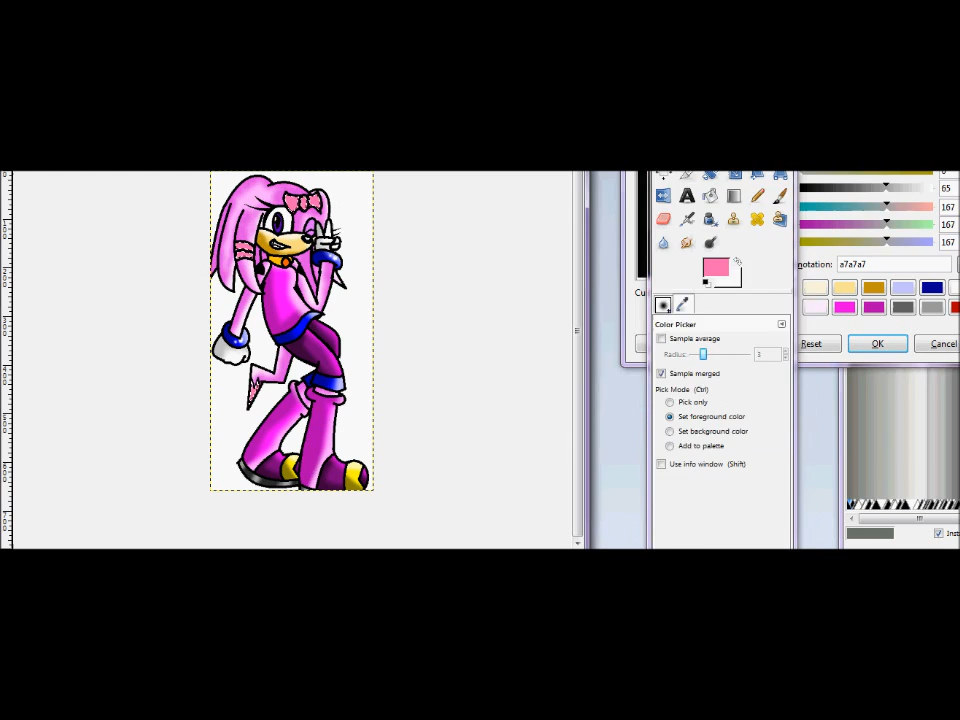 65
167
167
167
notation: a7a7a7
Cu
Reset
OK
Cancel
Color Picker
Sample average
Radius:
3
Sample merged
Pick Mode (Ctrl)
Pick only
Set foreground color
Set background color
Add to palette
Use info window (Shift)
Inst